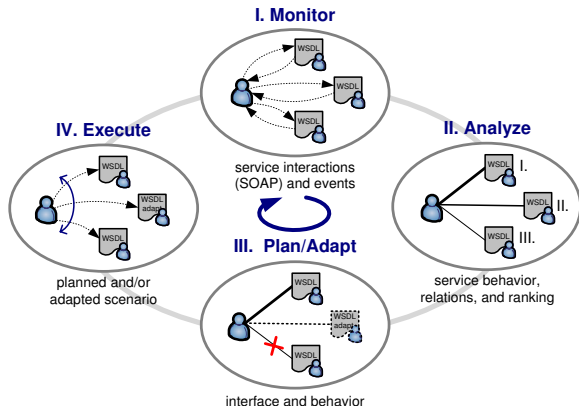 I. Monitor
WSDL
WSDL
WSDL
service interactions
(SOAP) and events
IV. Execute
WSDL
WSDL
adapt
WSDL
planned and/or
adapted scenario
II. Analyze
WSDL
I.
WSDL
II.
WSDL
III.
service behavior,
relations, and ranking
III. Plan/Adapt
WSDL
WSDL
adapt
WSDL
interface and behavior